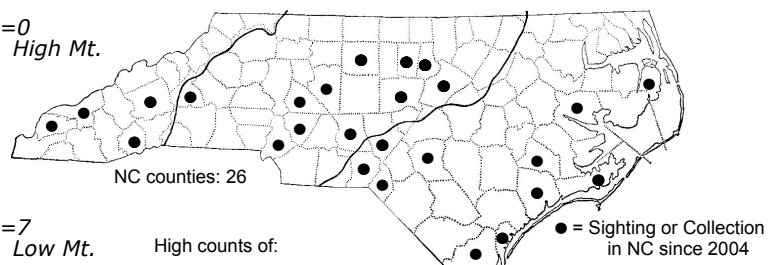 =0
High Mt.
NC counties: 26
=7
Low Mt.
High counts of:
● = Sighting or Collection
in NC since 2004